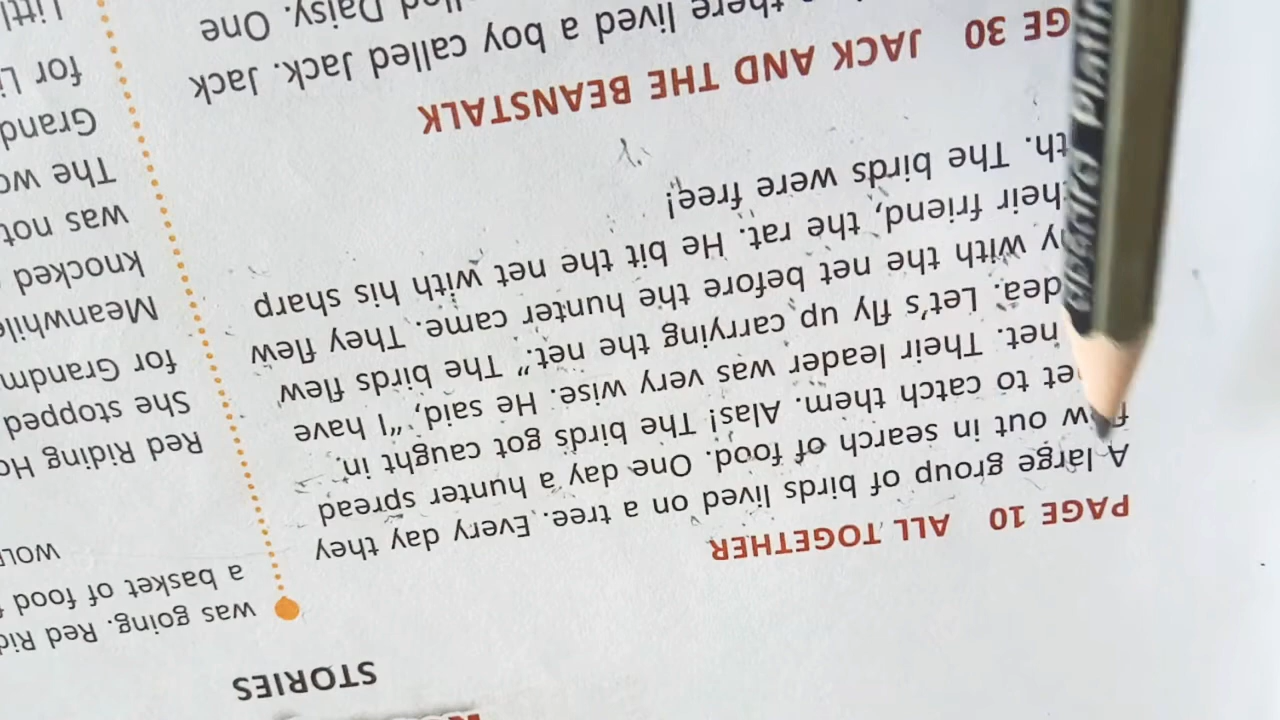 STORIES
PAGE 10 ALL TOGETHER
A large group of birds lived on a tree. Every day they
out in search of food. One day a hunter spread
et to catch them. Alas! The birds got caught in
net. Their leader was very wise. He said, “I have
dea. Let's fly up carrying the net.” The birds flew
y with the net before the hunter came. They flew
heir friend, the rat. He bit the net with his sharp
th. The birds were free!
GE 30 JACK AND THE BEANSTALK
there lived a boy called Jack. Jack
Daisy. One
was going. Red Rid
a basket of food
WOLF
Red Riding Ho
She stopped
for Grandm
Meanwhile
knocked
was not
The wo
Grand
for Li
Littl